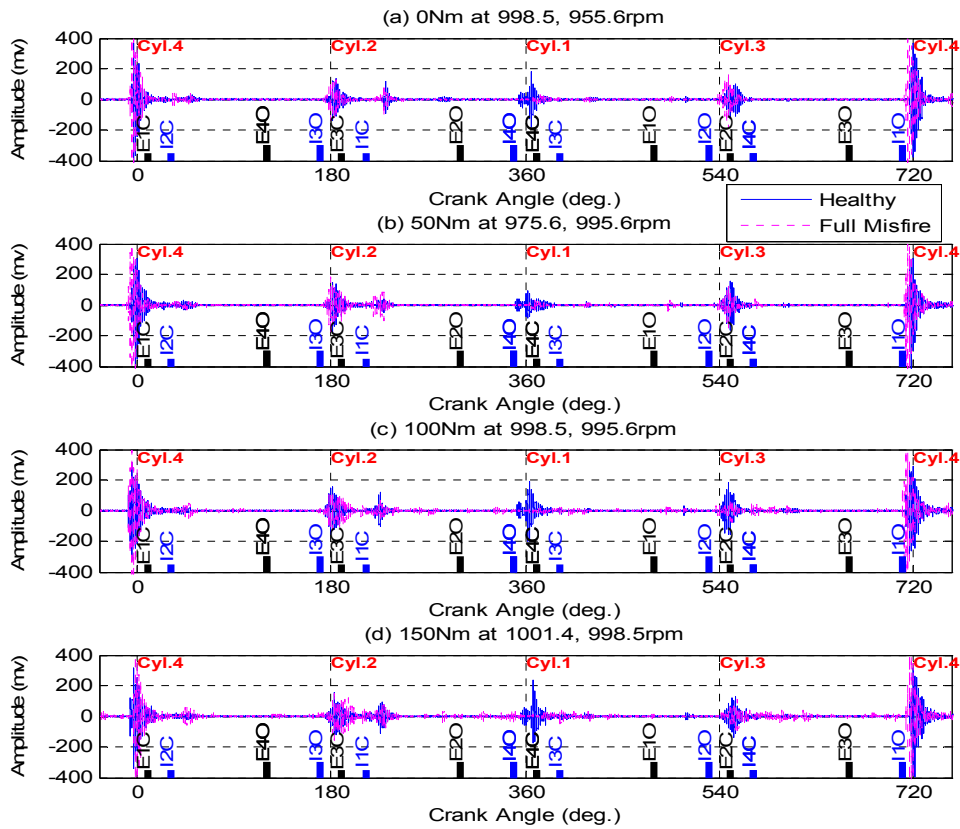 (a) 0Nm at 998.5, 955.6rpm
Amplitude (mv)
400
200
0
-200
-400
Cyl.4 Cyl.2 Cyl.1 Cyl.3 Cyl.4
E1C I2C E4O I3O E3C I1C E2O I4O E4C I3C E1O I2O E2C I4C E3O I1O
0 180 360 540 720
Crank Angle (deg.)
Healthy
Full Misfire
(b) 50Nm at 975.6, 995.6rpm
Amplitude (mv)
400
200
0
-200
-400
Cyl.4 Cyl.2 Cyl.1 Cyl.3 Cyl.4
E1C I2C E4O I3O E3C I1C E2O I4O E4C I3C E1O I2O E2C I4C E3O I1O
0 180 360 540 720
Crank Angle (deg.)
(c) 100Nm at 998.5, 995.6rpm
Amplitude (mv)
400
200
0
-200
-400
Cyl.4 Cyl.2 Cyl.1 Cyl.3 Cyl.4
E1C I2C E4O I3O E3C I1C E2O I4O E4C I3C E1O I2O E2C I4C E3O I1O
0 180 360 540 720
Crank Angle (deg.)
(d) 150Nm at 1001.4, 998.5rpm
Amplitude (mv)
400
200
0
-200
-400
Cyl.4 Cyl.2 Cyl.1 Cyl.3 Cyl.4
E1C I2C E4O I3O E3C I1C E2O I4O E4C I3C E1O I2O E2C I4C E3O I1O
0 180 360 540 720
Crank Angle (deg.)